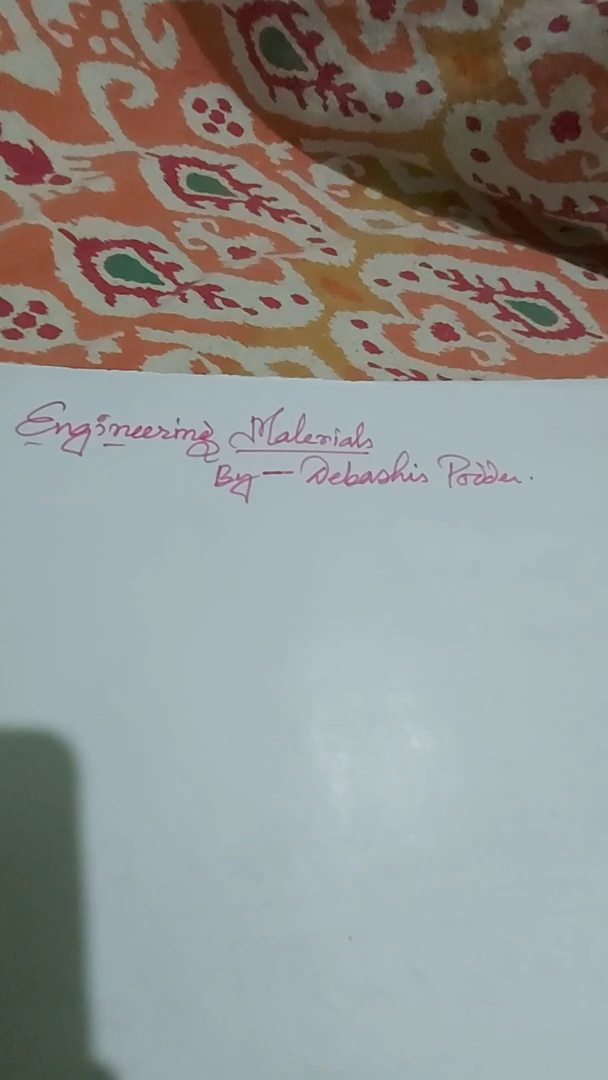 Engineering Materials
By — Debashis Podder.